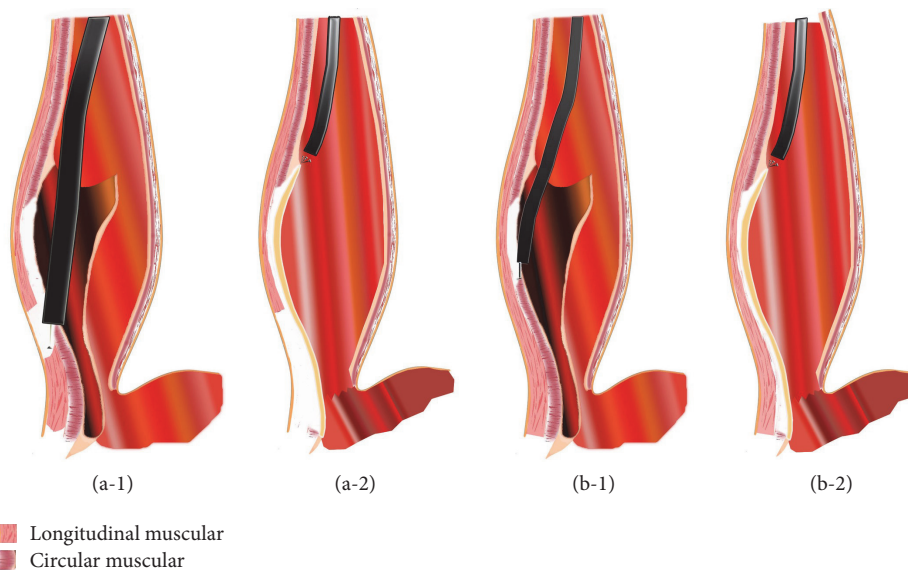 (a-1) (a-2) (b-1) (b-2)
Longitudinal muscular
Circular muscular